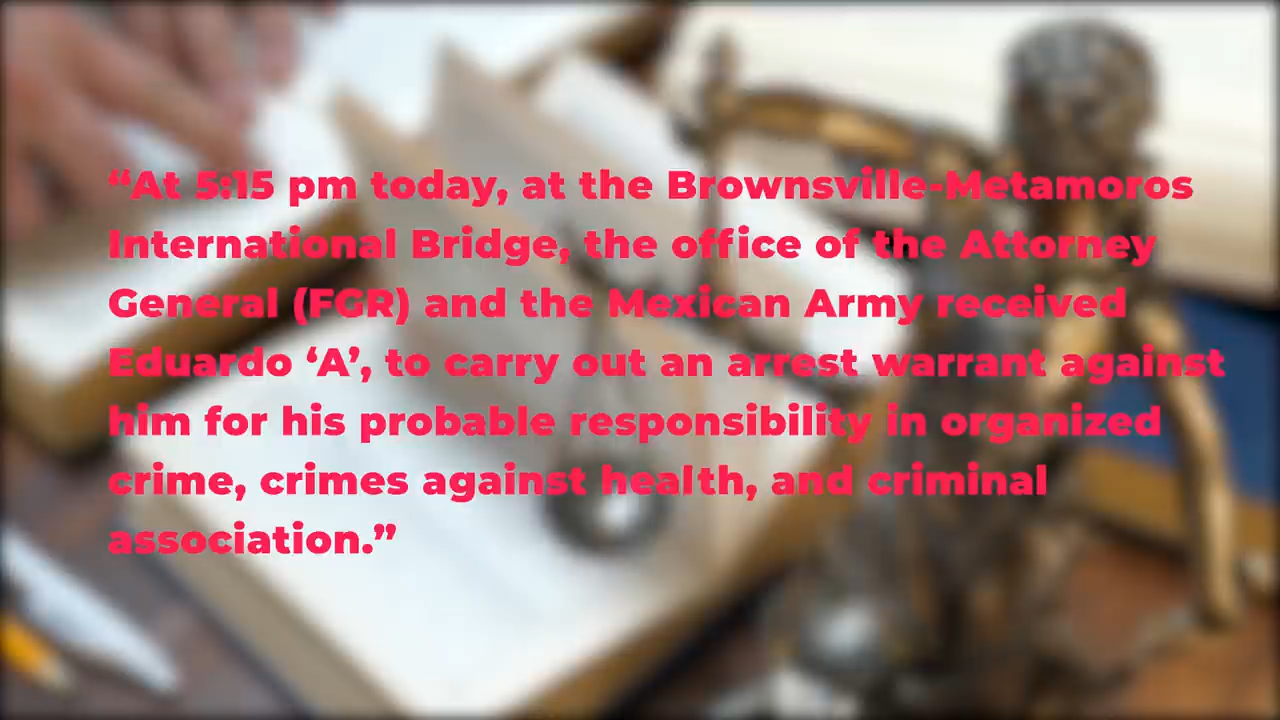 “At 5:15 pm today, at the Brownsville-Metamoros
International Bridge, the office of the Attorney
General (FGR) and the Mexican Army received
Eduardo ‘A’, to carry out an arrest warrant against
him for his probable responsibility in organized
crime, crimes against health, and criminal
association.”